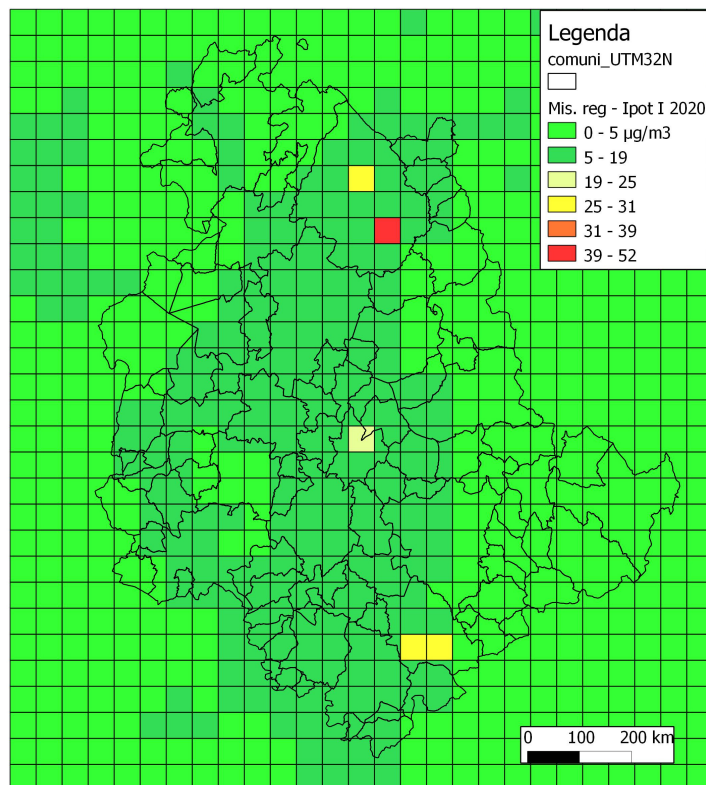 Legenda
comuni_UTM32N
Mis. reg - Ipot I 2020
0 - 5 µg/m3
5 - 19
19 - 25
25 - 31
31 - 39
39 - 52
0 100 200 km